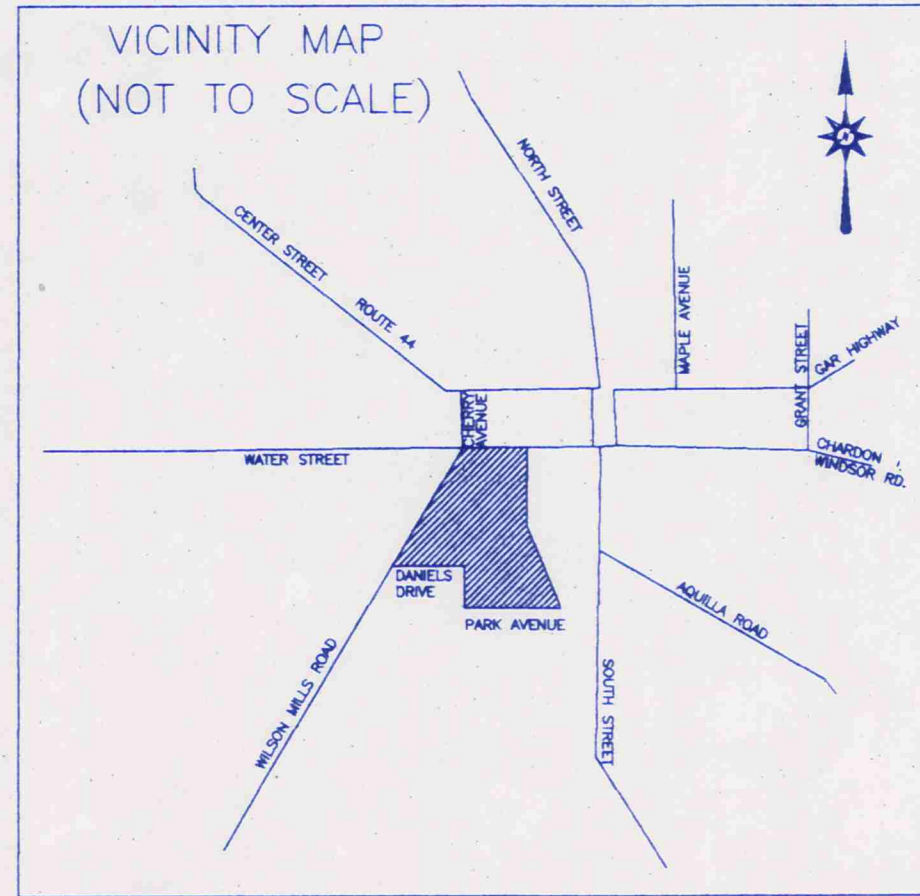 VICINITY MAP
(NOT TO SCALE)
NORTH STREET
CENTER STREET
ROUTE 44
MAPLE AVENUE
GRANT STREET
GAR HIGHWAY
CHERRY
AVENUE
WATER STREET
CHARDON
WINDSOR RD.
DANIELS
DRIVE
PARK AVENUE
AQUILLA ROAD
WILSON MILLS ROAD
SOUTH STREET